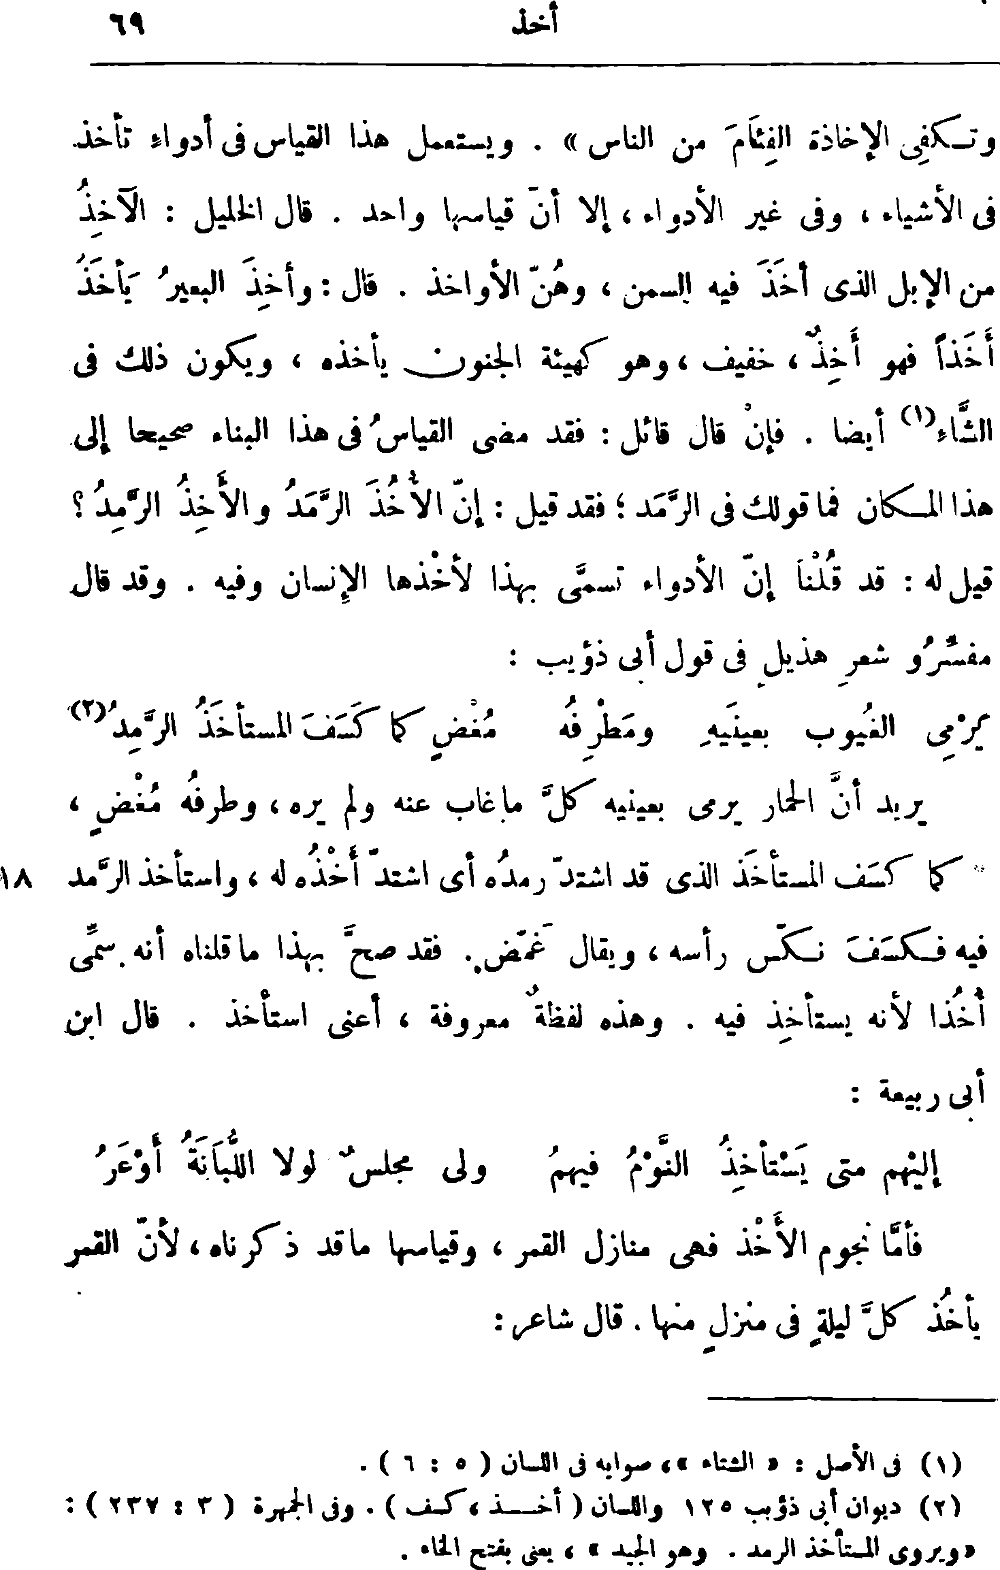 أخذ ٦٩
وتكفِى الإخاذة الفِئَامَ من الناس » . ويستعمل هذا القياس فى أدواءِ تأخذ
فى الأشياء ، وفى غير الأدواء ، إلا أنّ قياسها واحد . قال الخليل : الآخِذُ
من الإبل الذى أخَذَ فيه السمن ، وهُنّ الأواخذ . قال : وأخِذَ البعيرُ يَأخَذُ
أَخَذاً فهو أَخِذٌ ، خفيف ، وهو كهيئة الجنون يأخذه ، ويكون ذلك فى
الشَّاءِ(١) أيضا . فإنْ قال قائل : فقد مضى القياسُ فى هذا البناء صحيحا إلى
هذا المكان فما قولك فى الرَّمَد ؛ فقد قيل : إنّ الأُخُذَ الرَّمَدُ والأَخِذُ الرَّمِدُ ؟
قيل له : قد قُلْنَا إنّ الأدواء تسمَّى بهذا لأخْذها الإنسان وفيه . وقد قال
مفسِّرُو شعرِ هذيل فى قول أبى ذؤيب :
يَرْمِى الغُيوب بعينَيهِ ومَطْرِفُه مُغْضٍ كما كَسَفَ المستأخَذُ الرَّمِدُ(٢)
يريد أنَّ الحمار يرمى بعينيه كلَّ ماغاب عنه ولم يره ، وطرفُه مُغْضٍ ،
* كما كسَف المستأخَذ الذى قد اشتدّ رمدُه أى اشتدّ أَخْذُه له ، واستأخذ الرَّمد ١٨
فيه فكسَفَ نكّس رأسه ، ويقال غَمّض . فقد صحَّ بهذا ما قلناه أنه سمِّى
أُخُذا لأنه يستأخِذ فيه . وهذه لفظةٌ معروفة ، أعنى استأخذ . قال ابن
أبى ربيعة :
إليْهم متى يَسْتأخِذُ النَّوْمُ فيهمُ ولى مجلسٌ لولا اللُّبَانَةُ أَوْعَرُ
فأمَّا نجوم الأَخْذ فهى منازل القمر ، وقياسها ماقد ذكرناه ، لأنّ القمر
يأخُذ كلَّ ليلةٍ فى منزلٍ منها . قال شاعر :
(١) فى الأصل : « الشتاء » ، صوابه فى اللسان ( ٥ : ٦ ) .
(٢) ديوان أبى ذؤيب ١٢٥ واللسان ( أخذ ، كسف ) . وفى الجمهرة ( ٣ : ٢٣٧ ) :
« ويروى المستأخذ الرمد . وهو الجيد » ، يعنى بفتح الخاء .